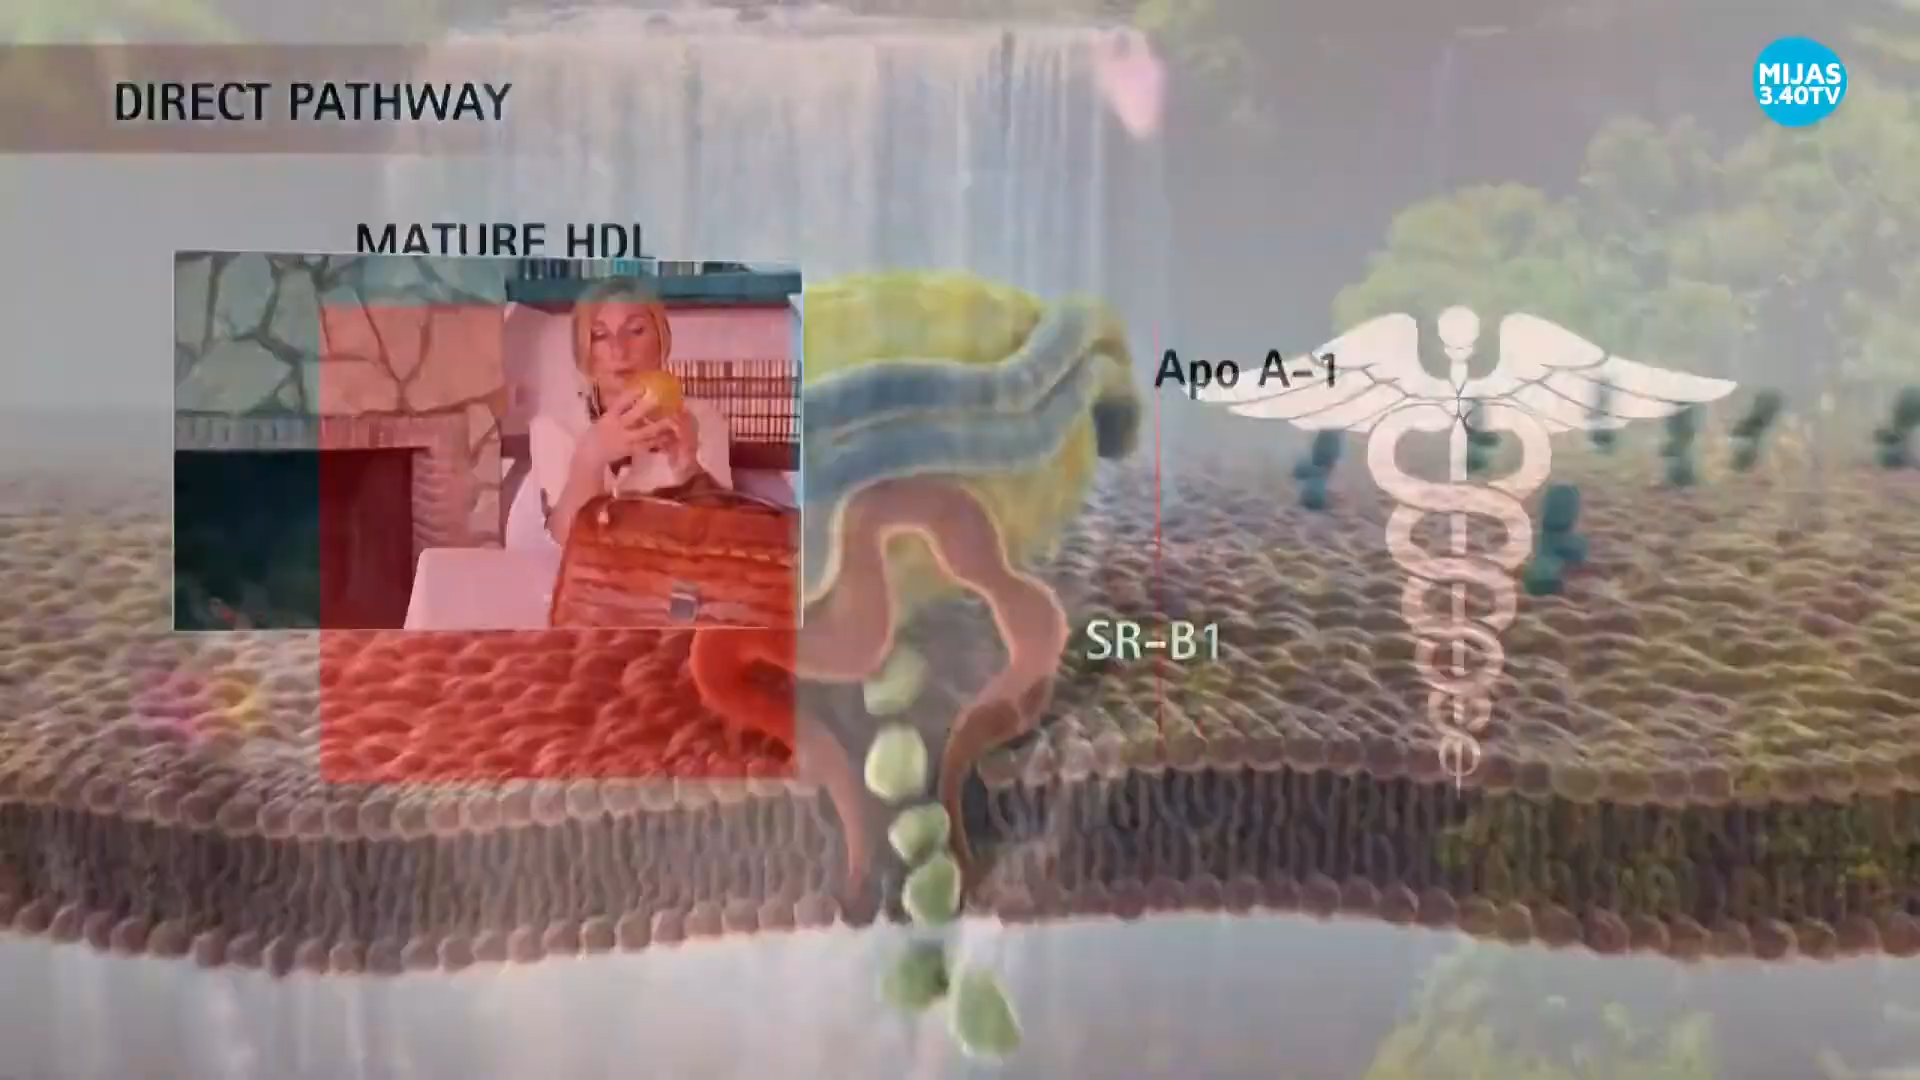 DIRECT PATHWAY
MIJAS
3.40TV
MATURE HDL
Apo A-1
SR-B1